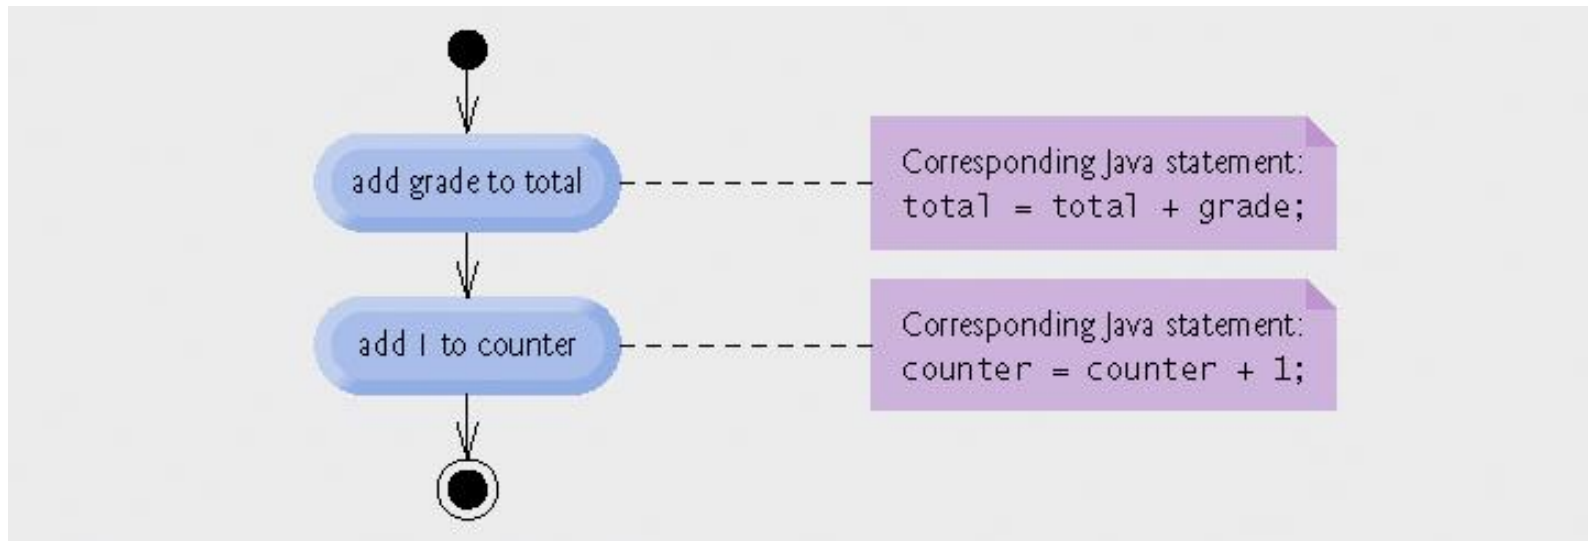 add grade to total
Corresponding Java statement:
total = total + grade;
add 1 to counter
Corresponding Java statement:
counter = counter + 1;